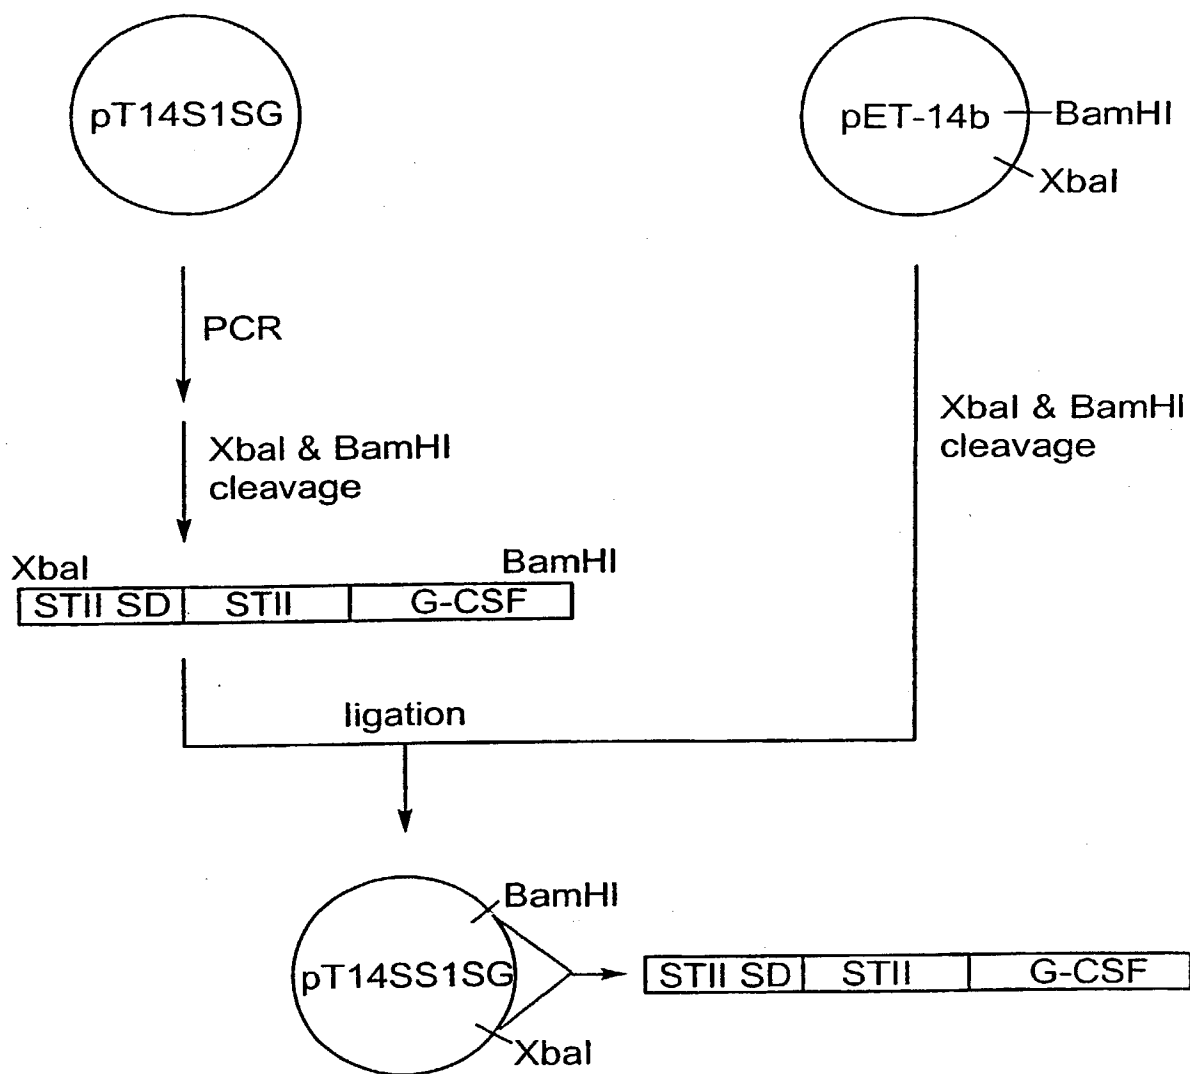 pT14S1SG
pET-14b
BamHI
XbaI
PCR
XbaI & BamHI
cleavage
XbaI & BamHI
cleavage
XbaI
BamHI
STII SD
STII
G-CSF
ligation
BamHI
pT14SS1SG
XbaI
STII SD
STII
G-CSF